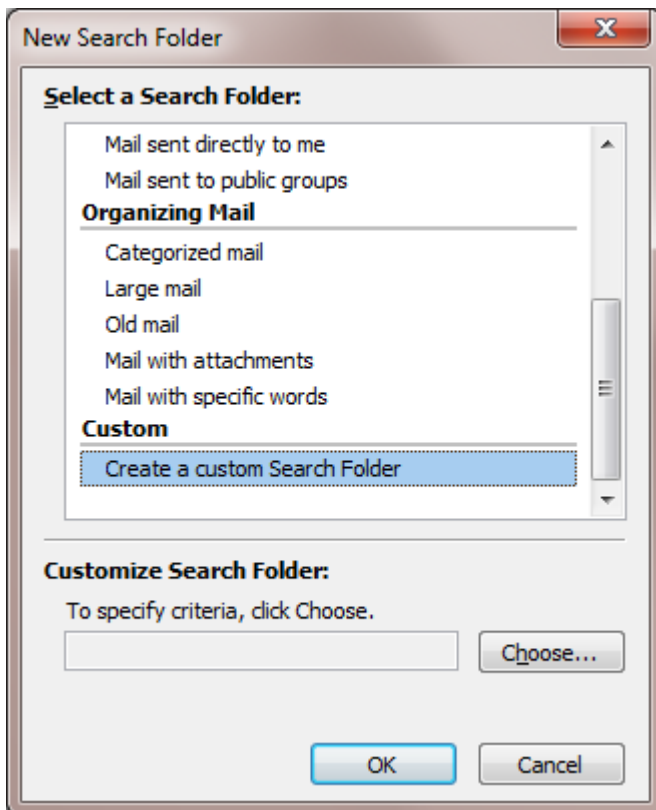 New Search Folder
Select a Search Folder:
Mail sent directly to me
Mail sent to public groups
Organizing Mail
Categorized mail
Large mail
Old mail
Mail with attachments
Mail with specific words
Custom
Create a custom Search Folder
Customize Search Folder:
To specify criteria, click Choose.
Choose...
OK Cancel